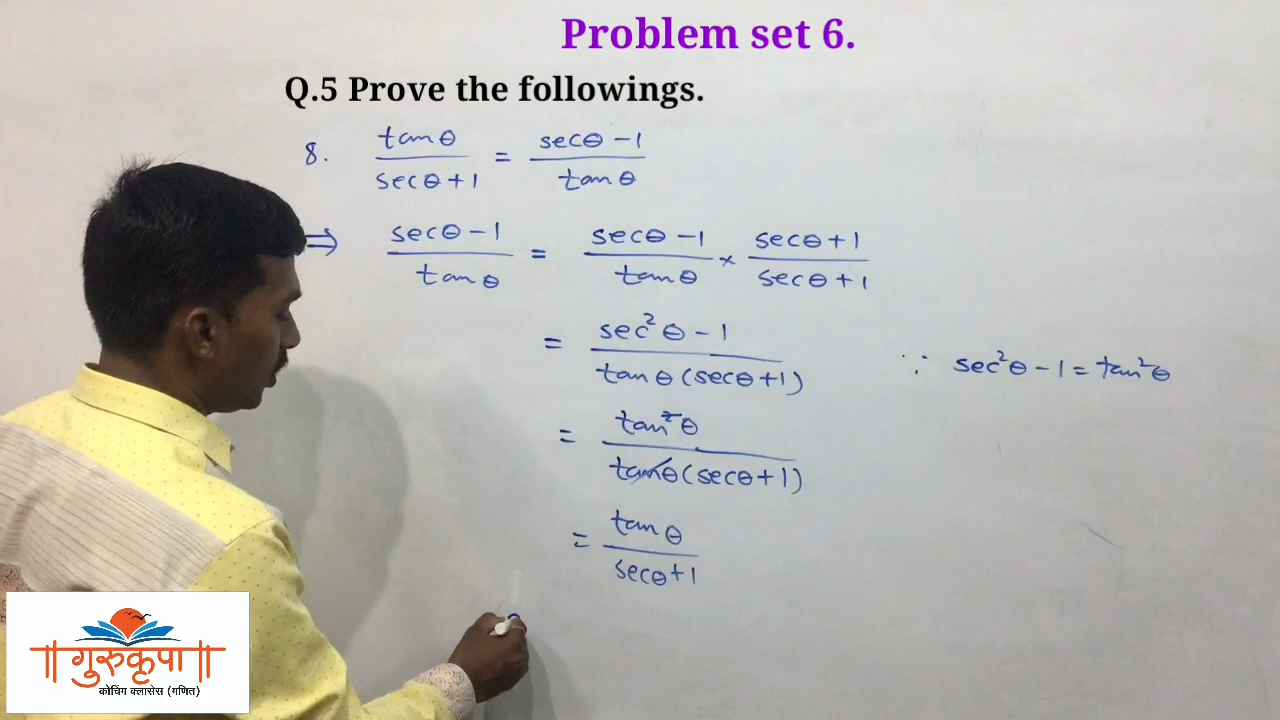 Problem set 6.
Q.5 Prove the followings.
8. tanθ / secθ+1 = secθ-1 / tanθ
⇒ secθ-1 / tanθ = secθ-1 / tanθ × secθ+1 / secθ+1
= sec²θ-1 / tanθ(secθ+1) ∵ sec²θ-1 = tan²θ
= tan²θ / tanθ(secθ+1)
= tanθ / secθ+1
॥ गुरुकृपा ॥
कोचिंग क्लासेस (गणित)